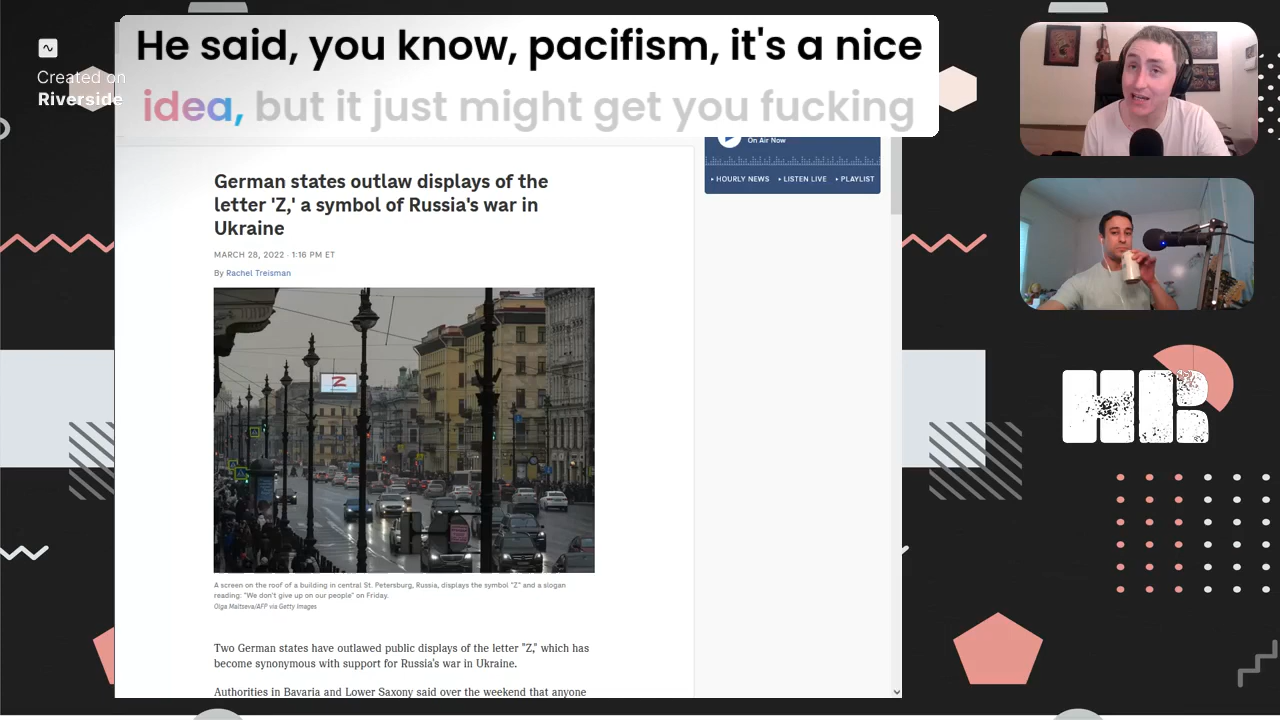 He said, you know, pacifism, it's a nice
idea, but it just might get you fucking
Created on
Riverside
On Air Now
▸ HOURLY NEWS ▸ LISTEN LIVE ▸ PLAYLIST
German states outlaw displays of the
letter 'Z,' a symbol of Russia's war in
Ukraine
MARCH 28, 2022 · 1:16 PM ET
By Rachel Treisman
Z
A screen on the roof of a building in central St. Petersburg, Russia, displays the symbol "Z" and a slogan
reading: "We don't give up on our people" on Friday.
Olga Maltseva/AFP via Getty Images
Two German states have outlawed public displays of the letter "Z," which has
become synonymous with support for Russia's war in Ukraine.
Authorities in Bavaria and Lower Saxony said over the weekend that anyone
HR